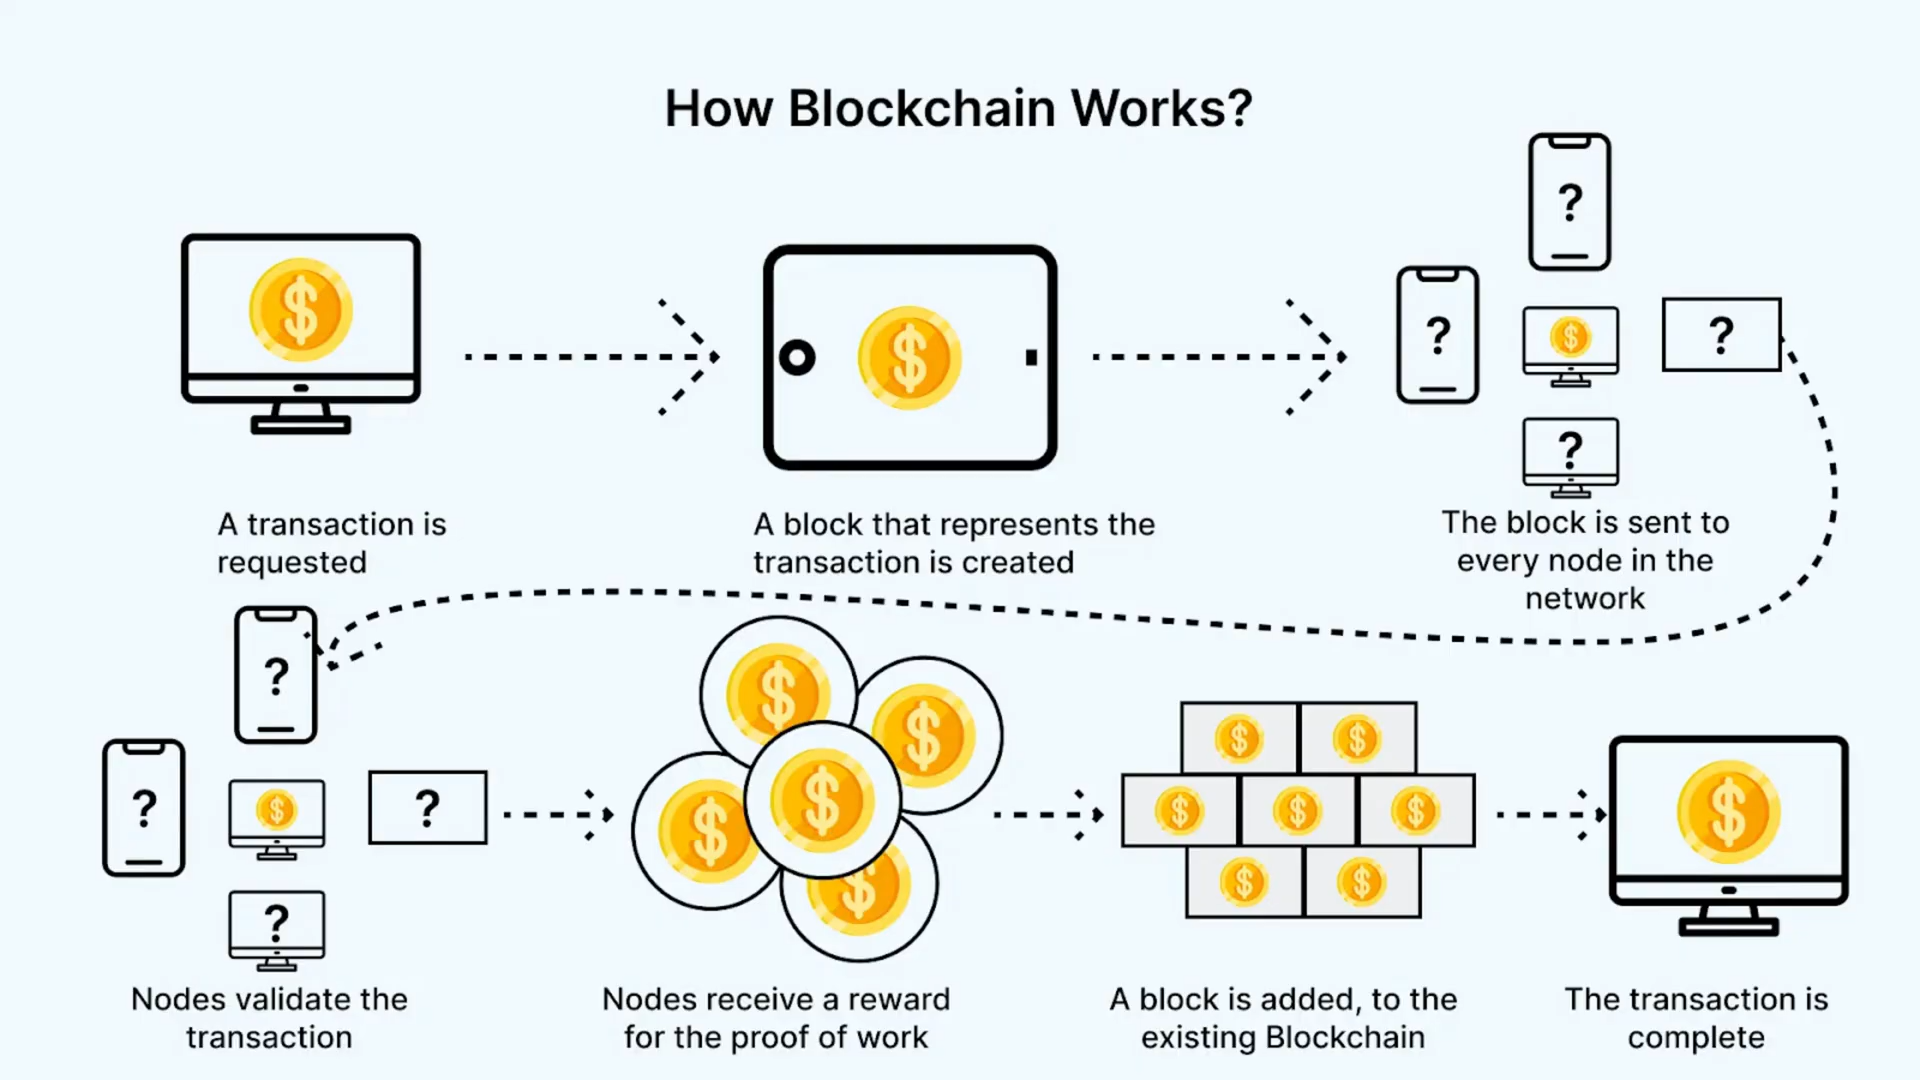 How Blockchain Works?
?
?
?
?
A transaction is
requested
A block that represents the
transaction is created
The block is sent to
every node in the
network
?
?
?
?
Nodes validate the
transaction
Nodes receive a reward
for the proof of work
A block is added, to the
existing Blockchain
The transaction is
complete